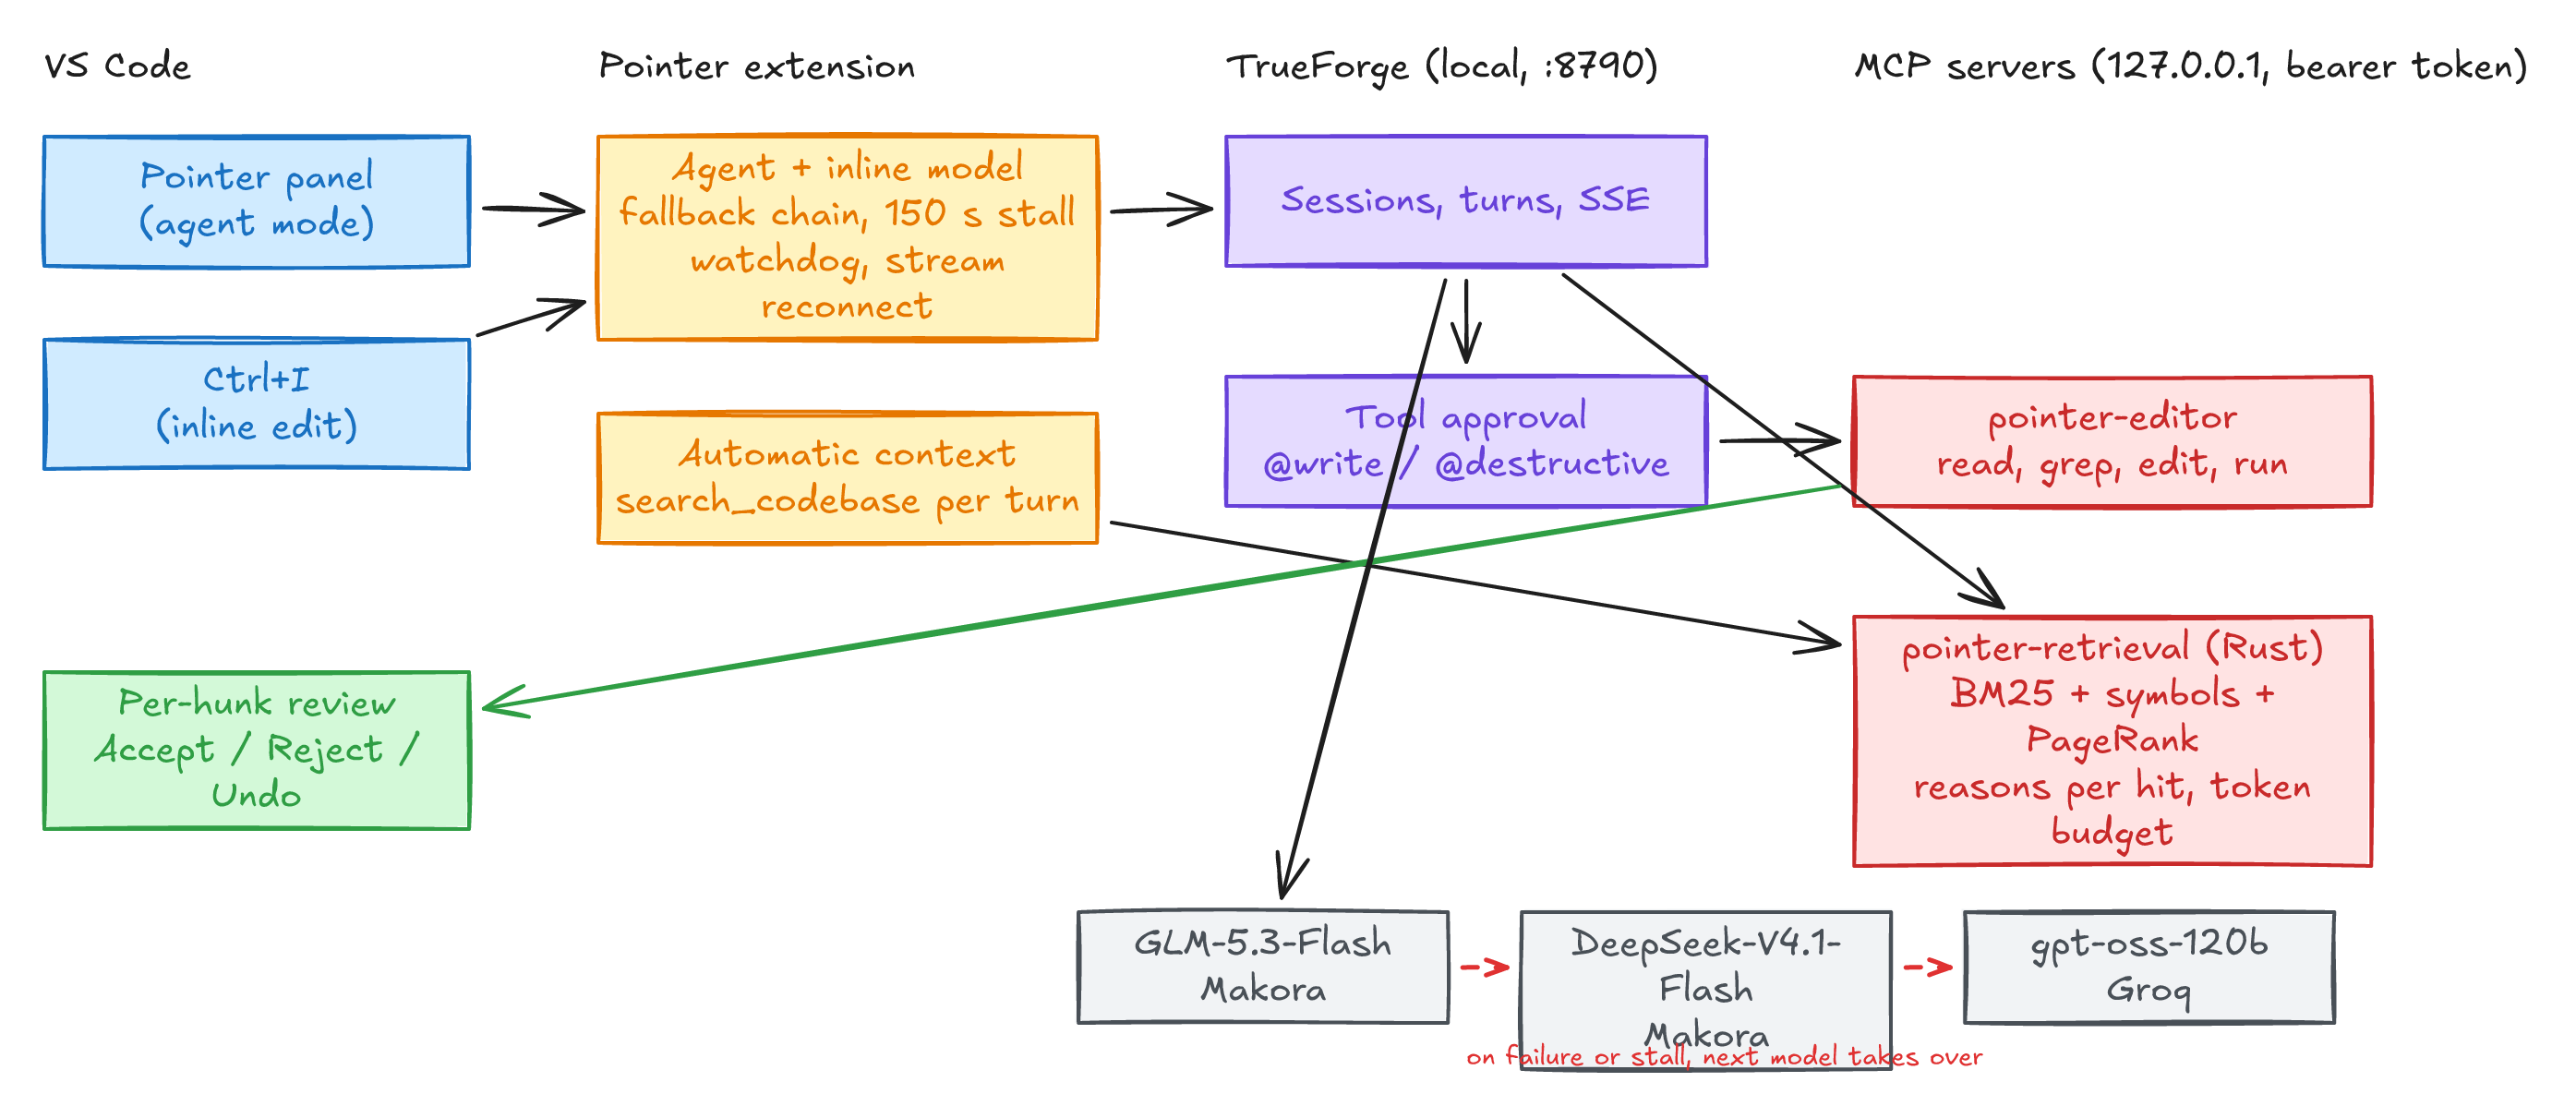 VS Code
Pointer extension
TrueForge (local, :8790)
MCP servers (127.0.0.1, bearer token)
Pointer panel
(agent mode)
Agent + inline model
fallback chain, 150 s stall
watchdog, stream
reconnect
Sessions, turns, SSE
Ctrl+I
(inline edit)
Automatic context
search_codebase per turn
Tool approval
@write / @destructive
pointer-editor
read, grep, edit, run
Per-hunk review
Accept / Reject /
Undo
pointer-retrieval (Rust)
BM25 + symbols +
PageRank
reasons per hit, token
budget
GLM-5.3-Flash
Makora
DeepSeek-V4.1-
Flash
Makora
gpt-oss-120b
Groq
on failure or stall, next model takes over